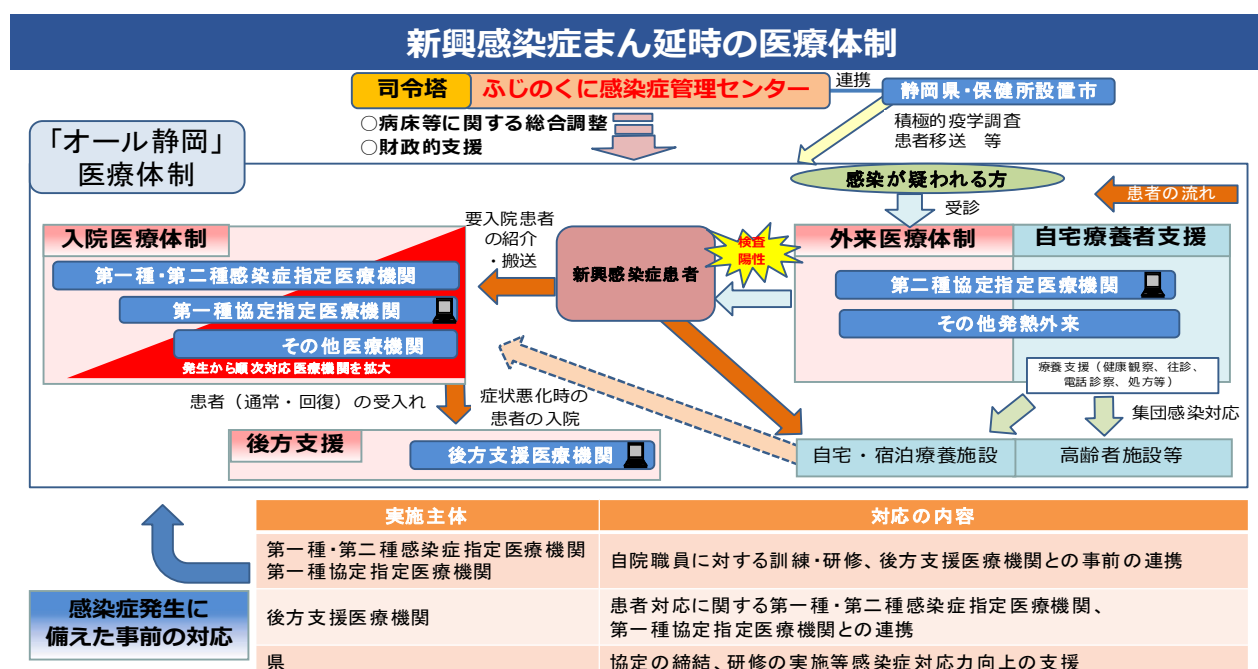 新興感染症まん延時の医療体制
司令塔
ふじのくに感染症管理センター
連携
静岡県・保健所設置市
○病床等に関する総合調整
○財政的支援
積極的疫学調査
患者移送 等
「オール静岡」
医療体制
感染が疑われる方
患者の流れ
受診
入院医療体制
要入院患者
の紹介
・搬送
新興感染症患者
検査
陽性
外来医療体制
自宅療養者支援
第一種・第二種感染症指定医療機関
第一種協定指定医療機関
その他医療機関
発生から順次対応医療機関を拡大
第二種協定指定医療機関
その他発熱外来
療養支援（健康観察、往診、
電話診察、処方等）
患者（通常・回復）の受入れ
症状悪化時の
患者の入院
集団感染対応
後方支援
後方支援医療機関
自宅・宿泊療養施設
高齢者施設等
感染症発生に
備えた事前の対応
実施主体
対応の内容
第一種・第二種感染症指定医療機関
第一種協定指定医療機関
自院職員に対する訓練・研修、後方支援医療機関との事前の連携
後方支援医療機関
患者対応に関する第一種・第二種感染症指定医療機関、
第一種協定指定医療機関との連携
県
協定の締結、研修の実施等感染症対応力向上の支援